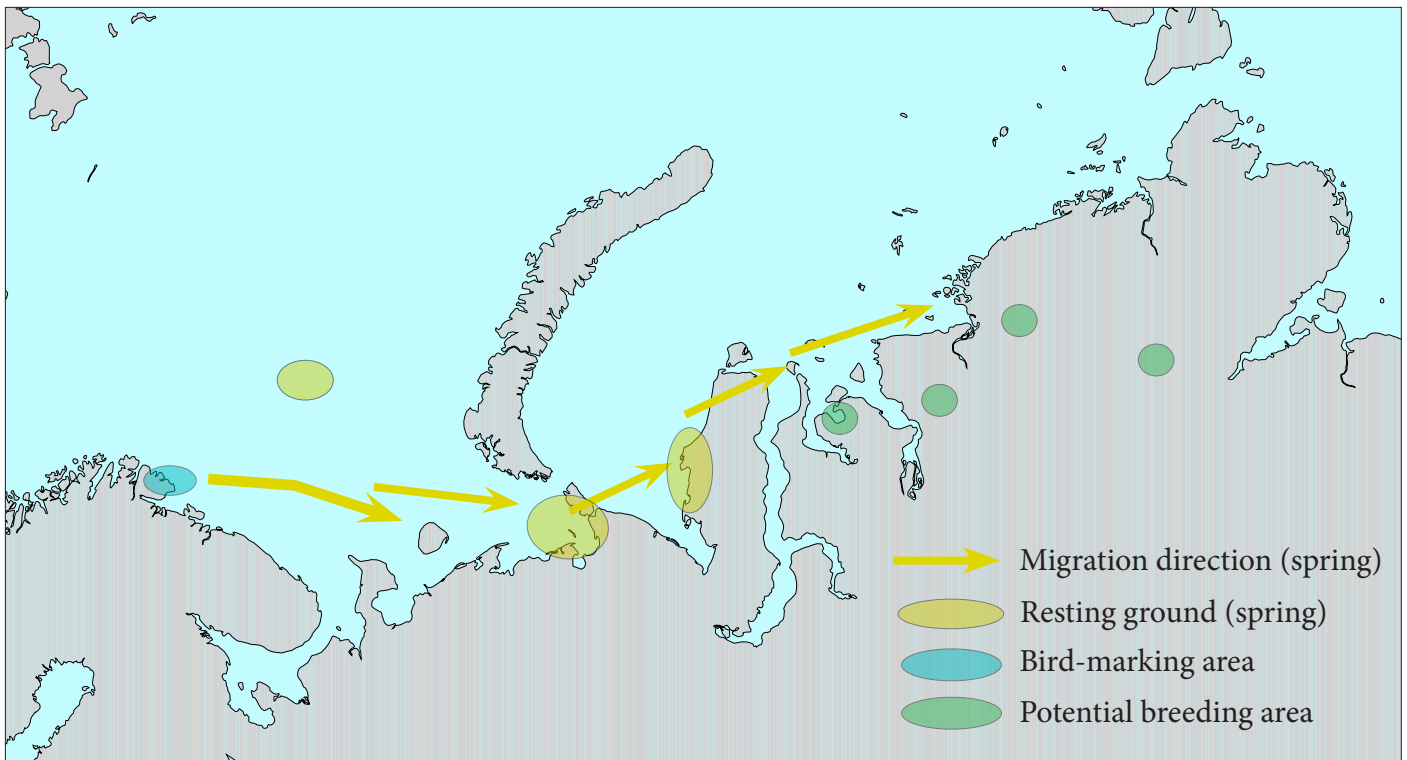 Migration direction (spring)
Resting ground (spring)
Bird-marking area
Potential breeding area